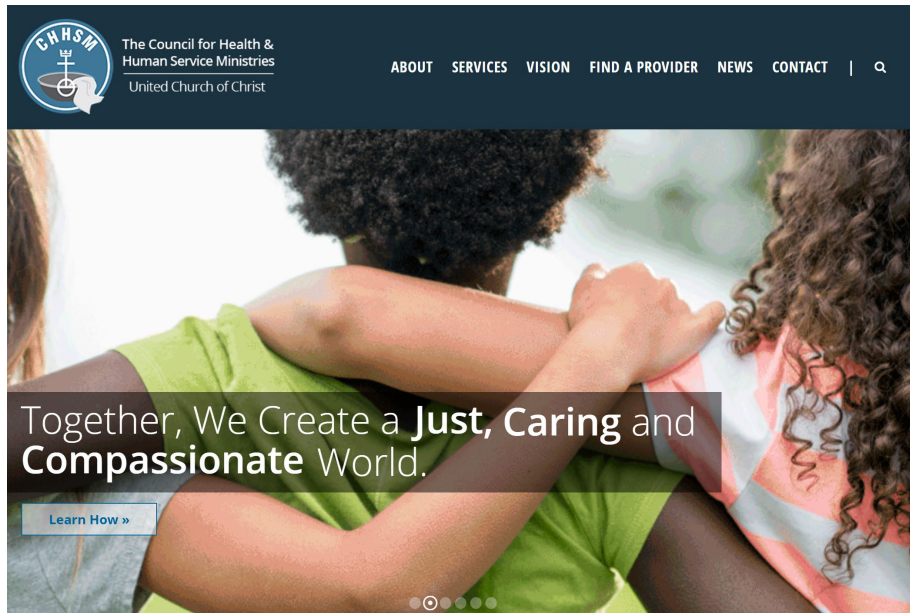 CHHSM
The Council for Health &
Human Service Ministries
United Church of Christ
ABOUT SERVICES VISION FIND A PROVIDER NEWS CONTACT |
Together, We Create a Just, Caring and
Compassionate World.
Learn How »